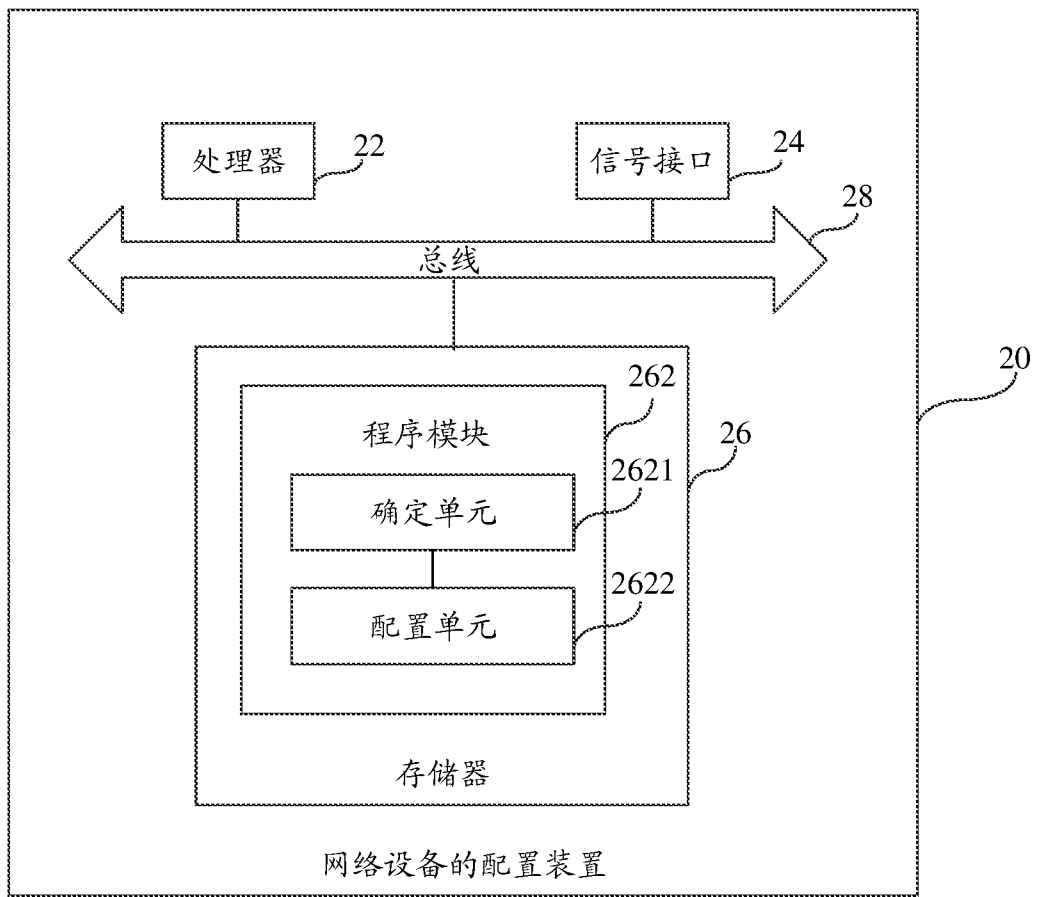 处理器
22
信号接口
24
28
总线
20
262
程序模块
26
2621
确定单元
2622
配置单元
存储器
网络设备的配置装置